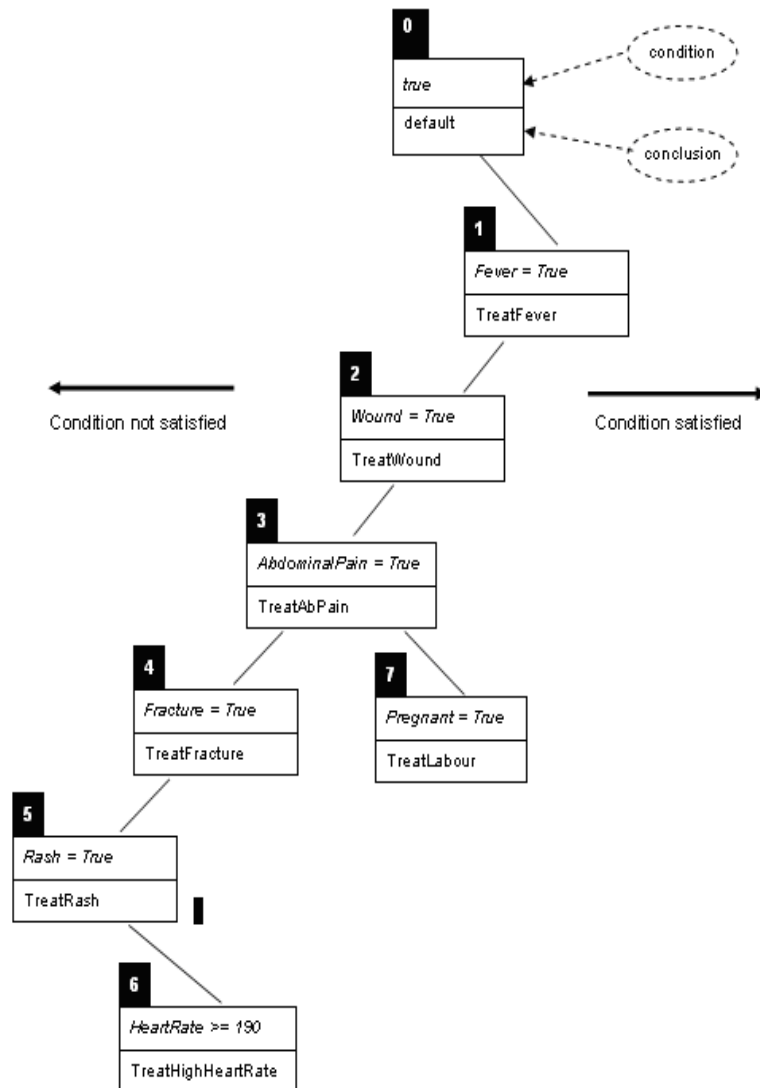 0
condition
true
default
conclusion
1
Fever = True
TreatFever
2
Condition not satisfied
Wound = True
Condition satisfied
TreatWound
3
AbdominalPain = True
TreatAbPain
4
7
Fracture = True
Pregnant = True
TreatFracture
TreatLabour
5
Rash = True
TreatRash
6
HeartRate >= 190
TreatHighHeartRate